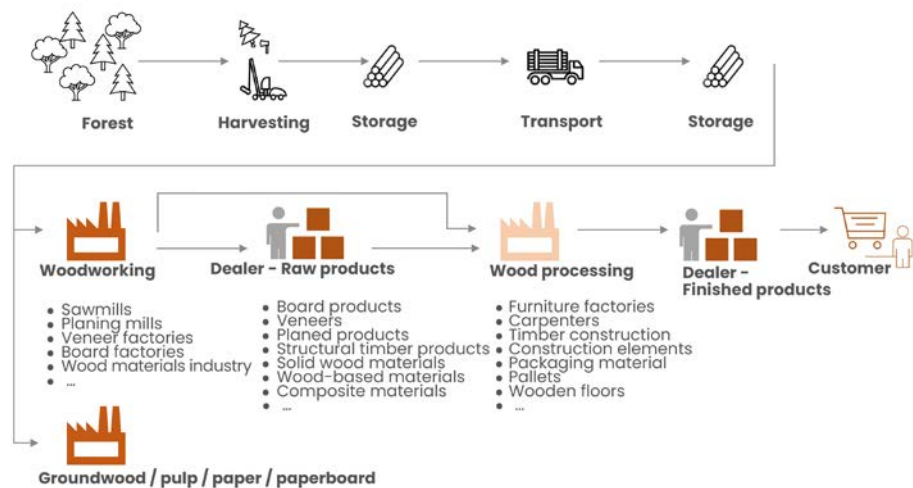 Forest
Harvesting
Storage
Transport
Storage
Woodworking
Dealer - Raw products
Wood processing
Dealer -
Finished products
Customer
• Sawmills
• Planing mills
• Veneer factories
• Board factories
• Wood materials industry
• ...
• Board products
• Veneers
• Planed products
• Structural timber products
• Solid wood materials
• Wood-based materials
• Composite materials
• ...
• Furniture factories
• Carpenters
• Timber construction
• Construction elements
• Packaging material
• Pallets
• Wooden floors
• ...
Groundwood / pulp / paper / paperboard